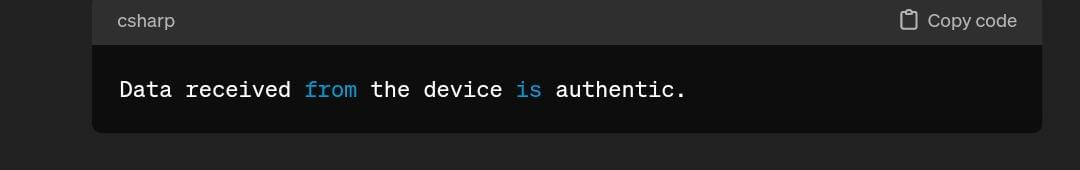 csharp
Copy code
Data received from the device is authentic.